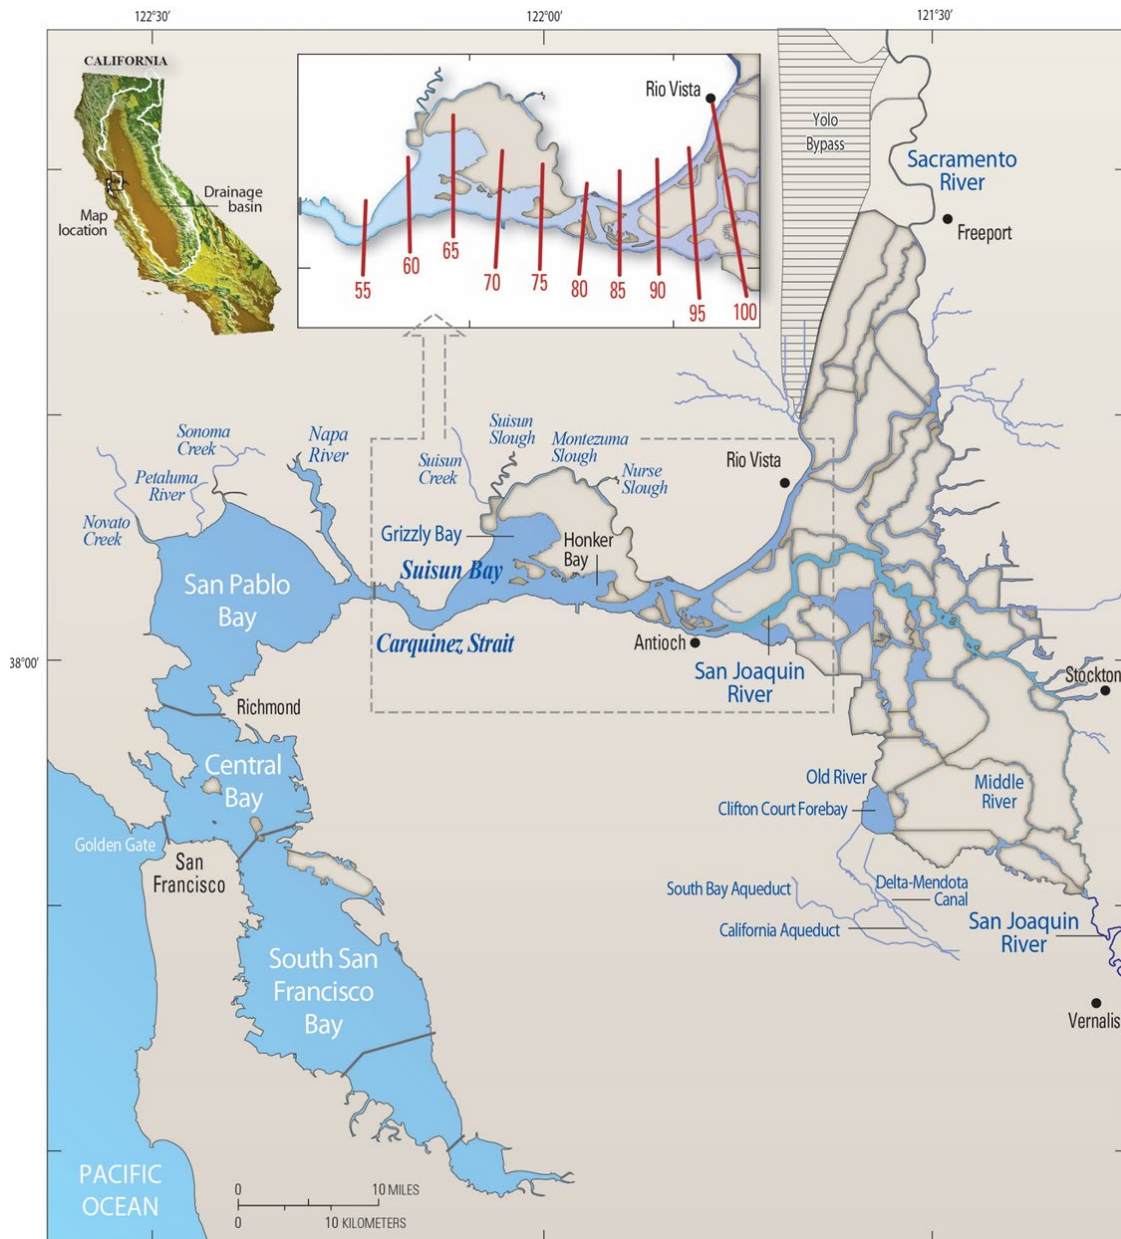 122°30'
122°00'
121°30'
CALIFORNIA
Drainage
basin
Map
location
Rio Vista
55
60
65
70
75
80
85
90
95
100
Yolo
Bypass
Sacramento
River
Freeport
Sonoma
Creek
Napa
River
Petaluma
River
Novato
Creek
Suisun
Creek
Suisun
Slough
Montezuma
Slough
Nurse
Slough
Rio Vista
Grizzly Bay
Honker
Bay
Suisun Bay
San Pablo
Bay
Carquinez Strait
Antioch
San Joaquin
River
38°00'
Stockton
Richmond
Central
Bay
Old River
Middle
River
Clifton Court Forebay
Golden Gate
San
Francisco
South Bay Aqueduct
Delta-Mendota
Canal
California Aqueduct
San Joaquin
River
South San
Francisco
Bay
Vernalis
PACIFIC
OCEAN
0 10 MILES
0 10 KILOMETERS